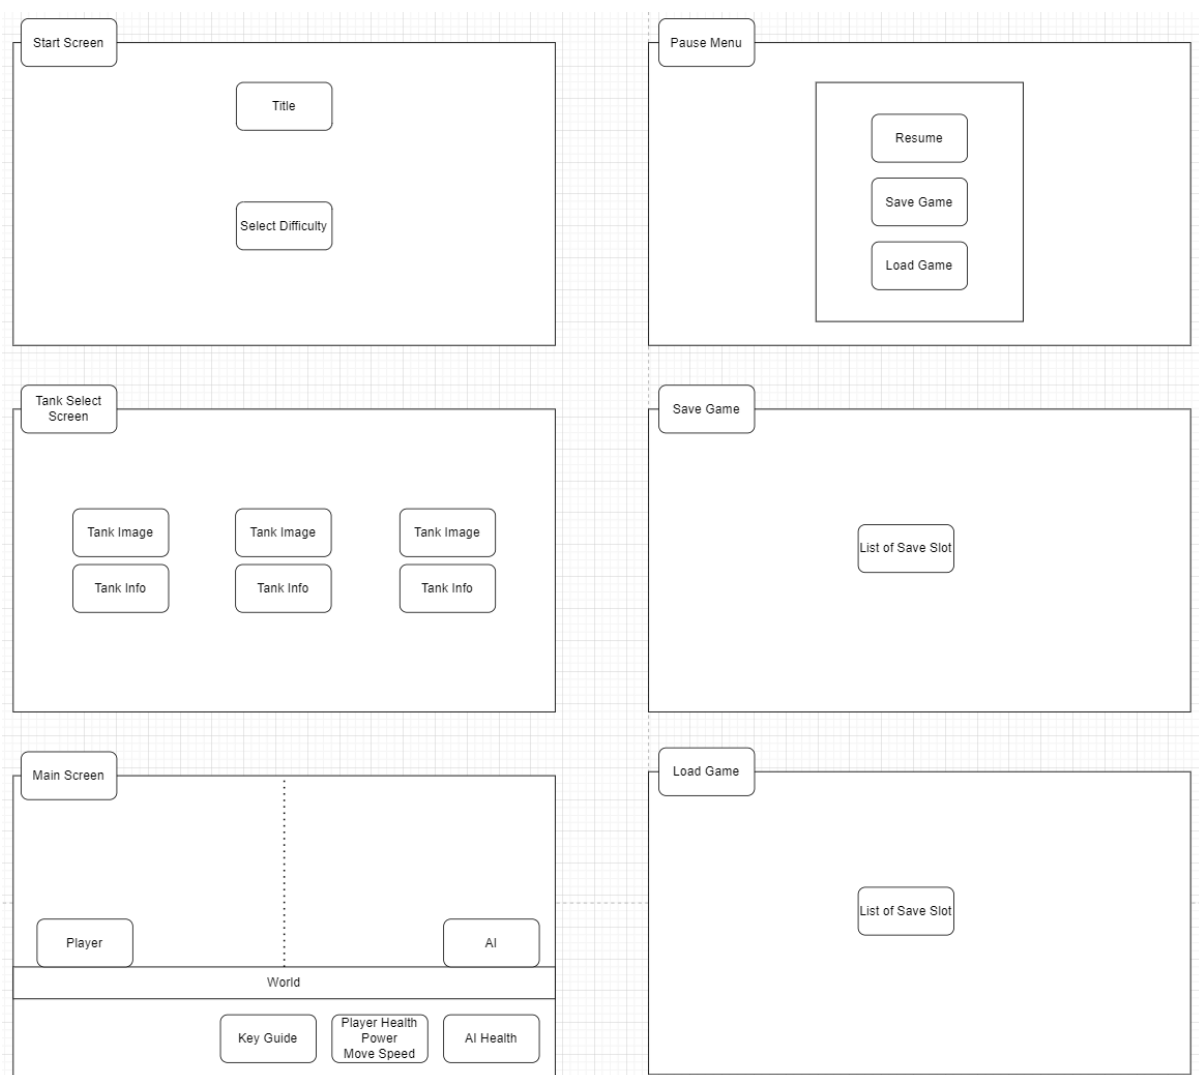 Start Screen
Title
Select Difficulty
Pause Menu
Resume
Save Game
Load Game
Tank Select
Screen
Tank Image
Tank Image
Tank Image
Tank Info
Tank Info
Tank Info
Save Game
List of Save Slot
Main Screen
Player
AI
World
Key Guide
Player Health
Power
Move Speed
AI Health
Load Game
List of Save Slot